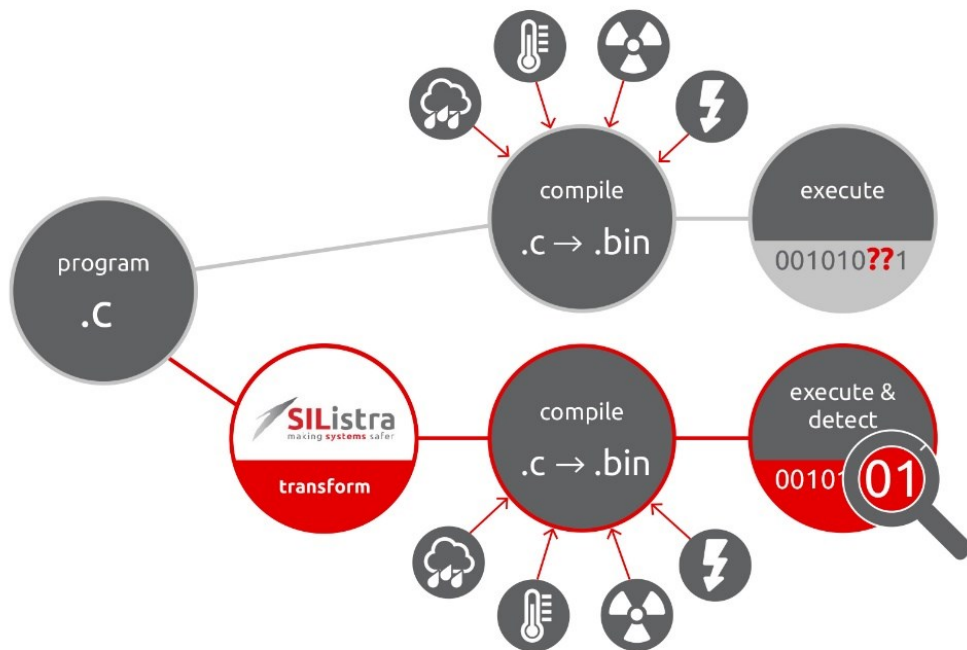 compile
.c → .bin
execute
001010??1
program
.c
SIListra
making systems safer
transform
compile
.c → .bin
execute &
detect
00101
01